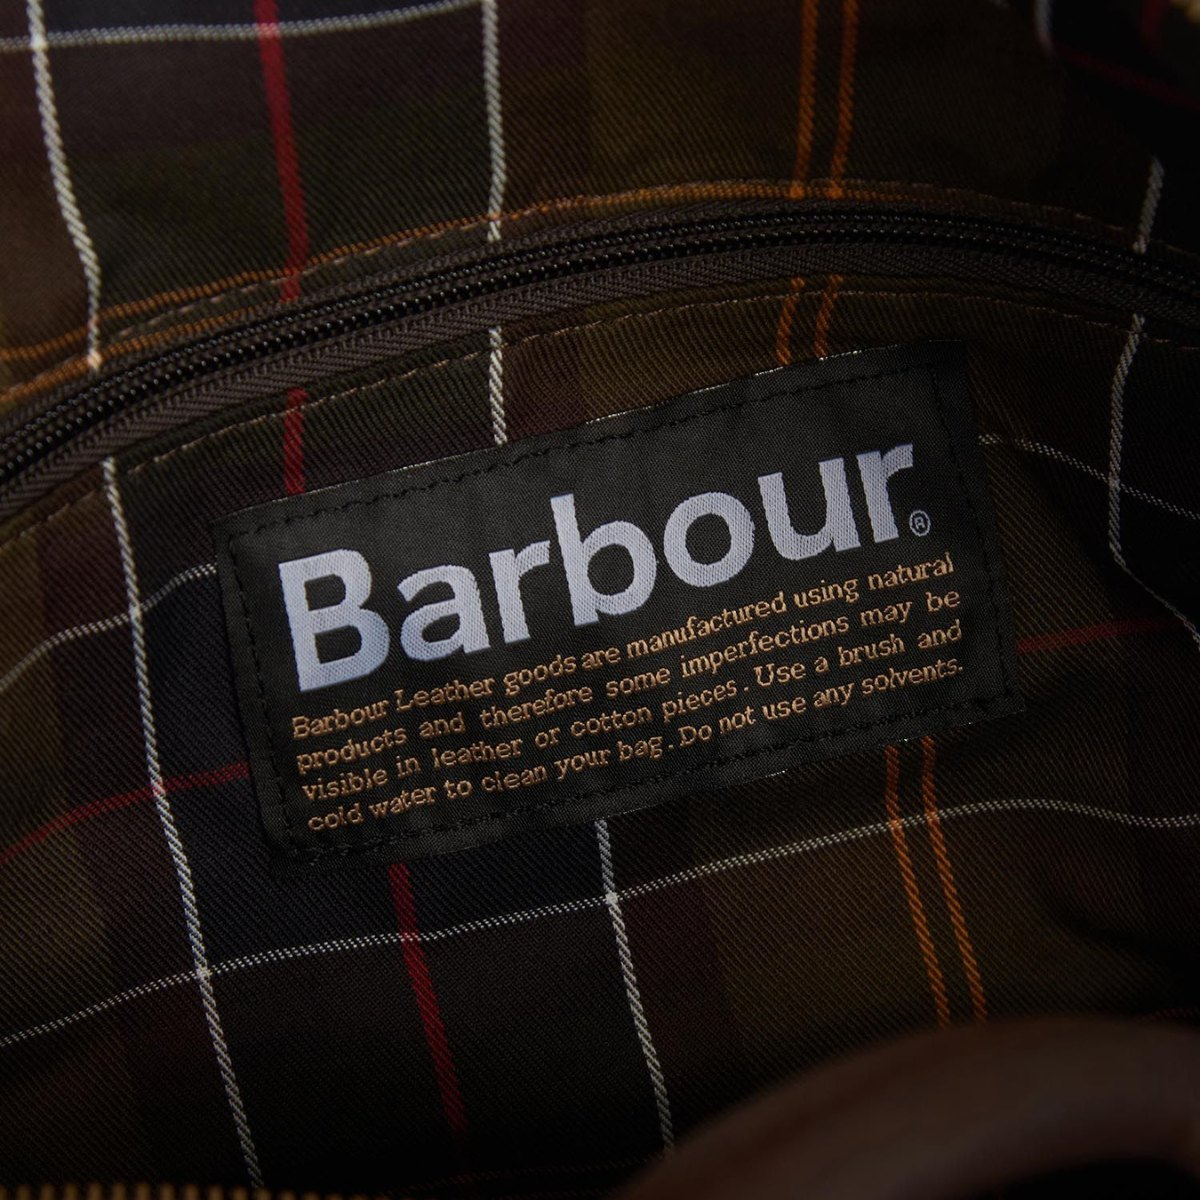 Barbour®
Barbour Leather goods are manufactured using natural
products and therefore some imperfections may be
visible in leather or cotton pieces. Use a brush and
cold water to clean your bag. Do not use any solvents.